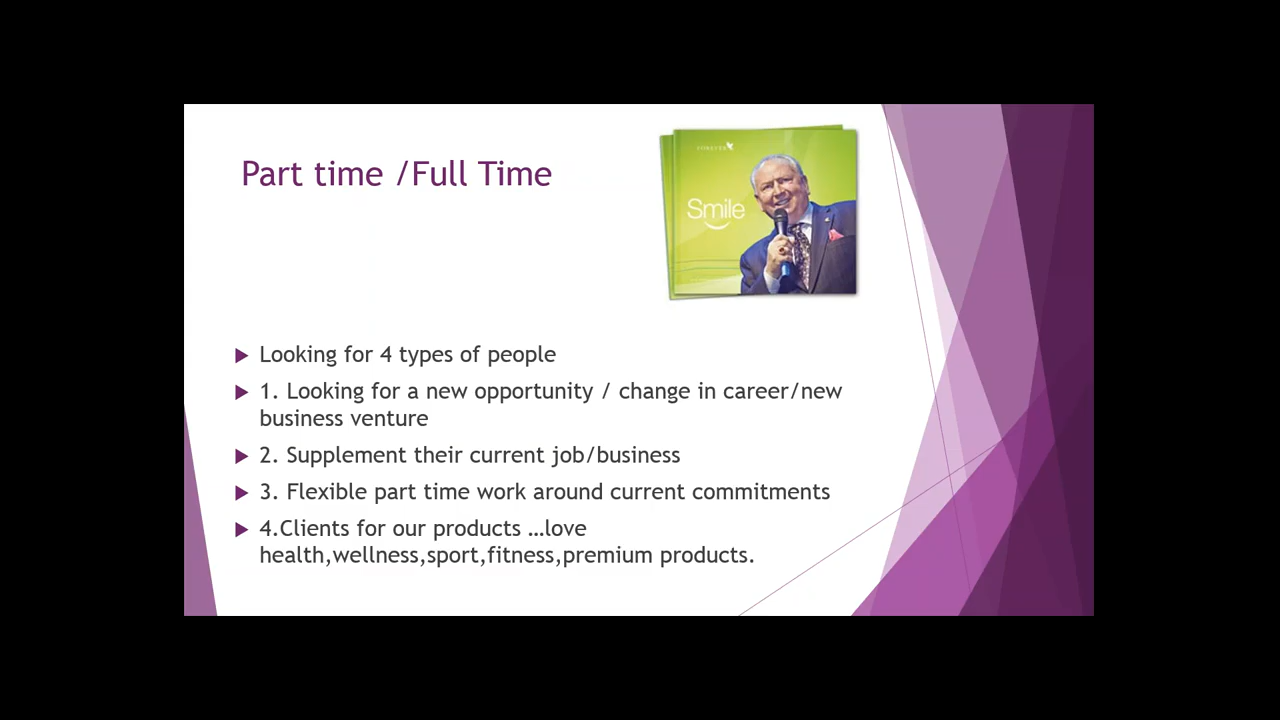 Part time /Full Time
FOREVER
Smile
Looking for 4 types of people
1. Looking for a new opportunity / change in career/new
business venture
2. Supplement their current job/business
3. Flexible part time work around current commitments
4.Clients for our products …love
health,wellness,sport,fitness,premium products.